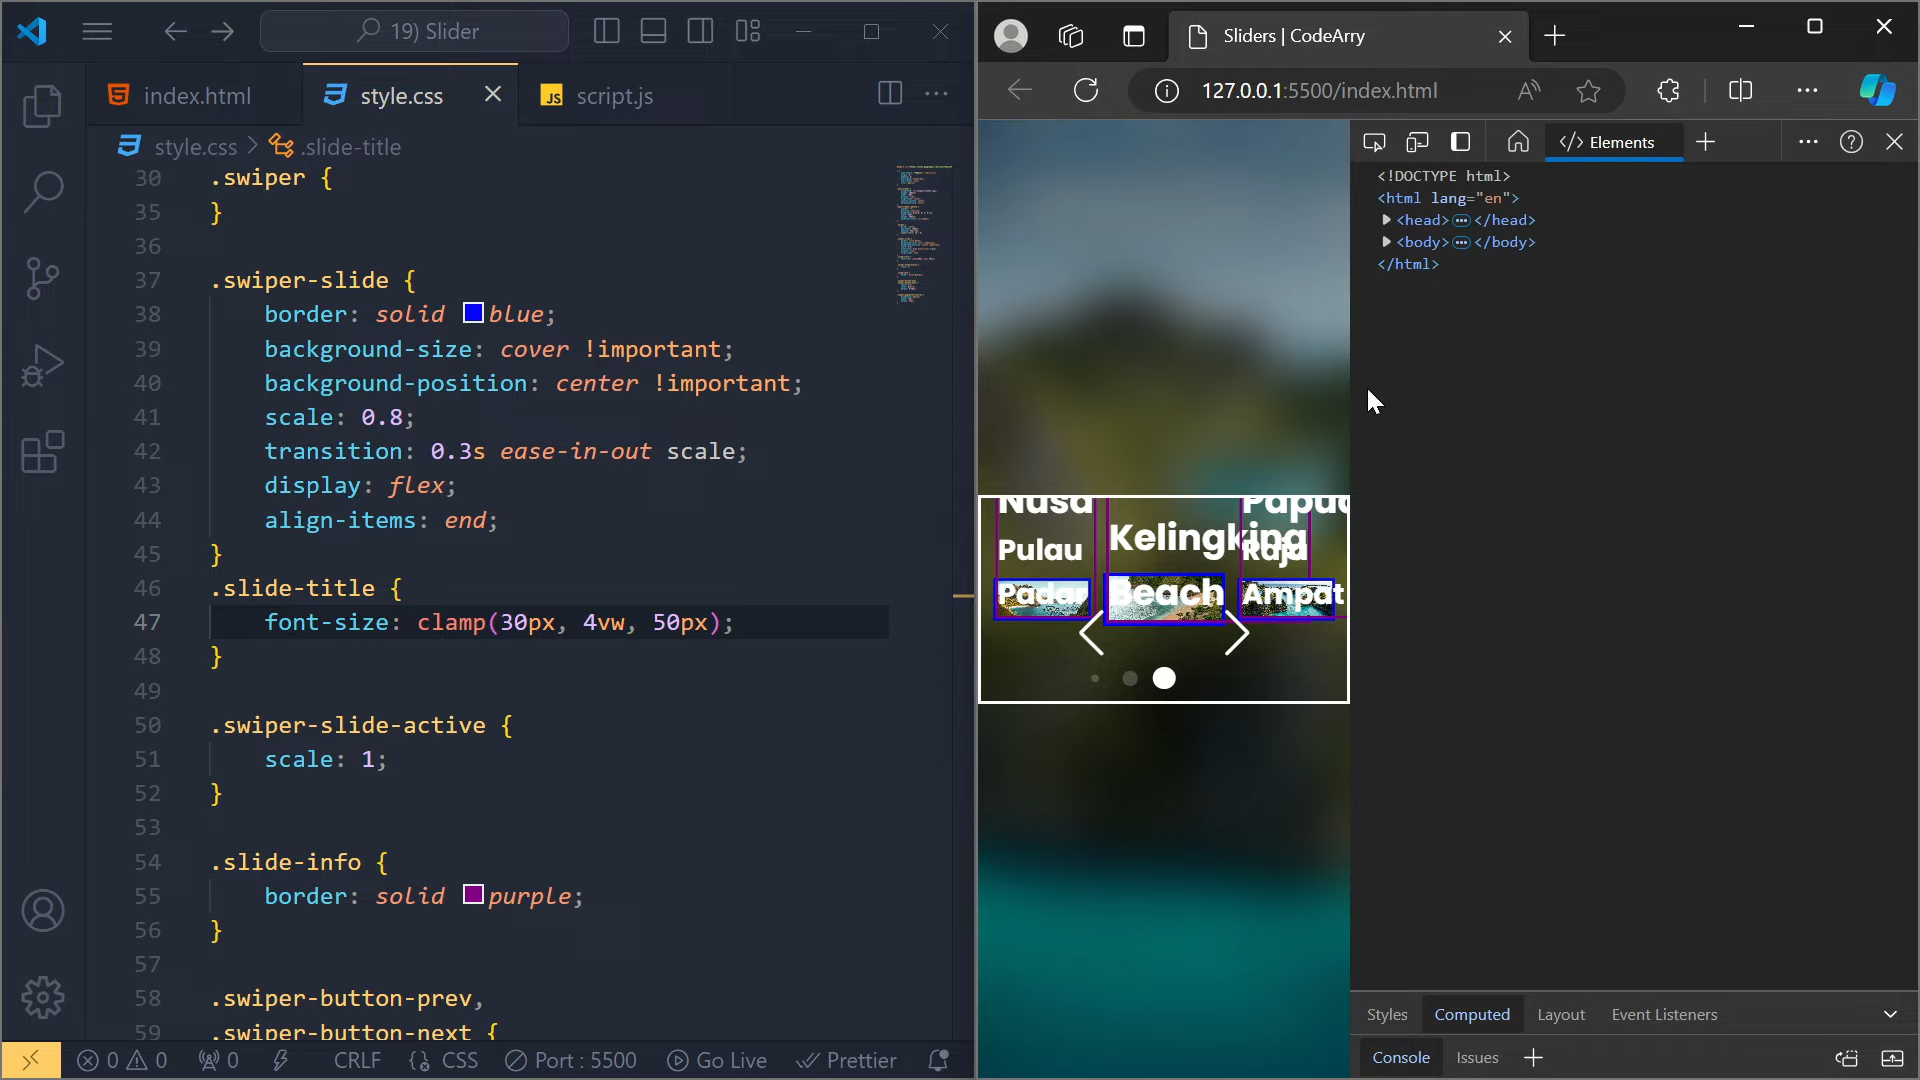 19) Slider
index.html
style.css
JS script.js
style.css > .slide-title
30 .swiper {
35 }
36
37 .swiper-slide {
38 border: solid blue;
39 background-size: cover !important;
40 background-position: center !important;
41 scale: 0.8;
42 transition: 0.3s ease-in-out scale;
43 display: flex;
44 align-items: end;
45 }
46 .slide-title {
47 font-size: clamp(30px, 4vw, 50px);
48 }
49
50 .swiper-slide-active {
51 scale: 1;
52 }
53
54 .slide-info {
55 border: solid purple;
56 }
57
58 .swiper-button-prev,
59 .swiper-button-next {
0 0 0 CRLF {} CSS Port : 5500 Go Live Prettier
Sliders | CodeArry
127.0.0.1:5500/index.html
Nusa
Pulau
Padar
Kelingking
Beach
Papua
Raja
Ampat
</> Elements
<!DOCTYPE html>
<html lang="en">
<head> ••• </head>
<body> ••• </body>
</html>
Styles Computed Layout Event Listeners
Console Issues